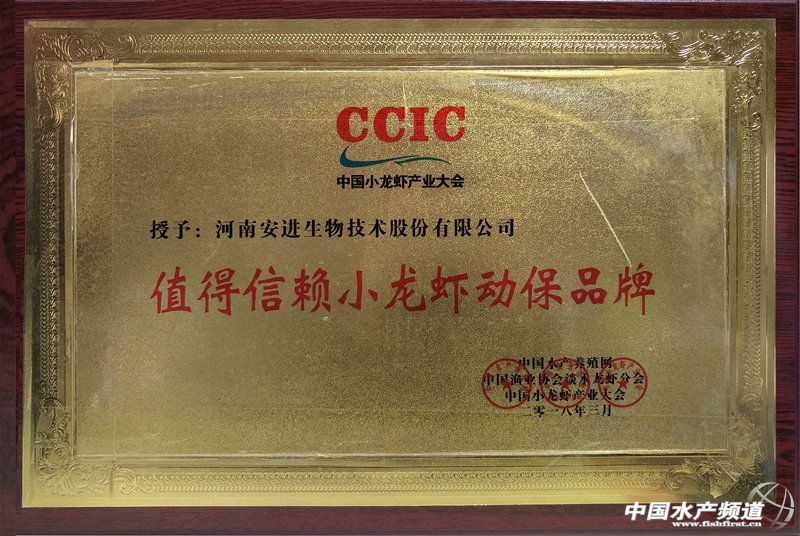 CCIC
中国小龙虾产业大会
授予：河南安进生物技术股份有限公司
值得信赖小龙虾动保品牌
中国水产养殖网
中国渔业协会淡水龙虾分会
中国小龙虾产业大会
二零一八年三月
中国水产频道
www.fishfirst.cn